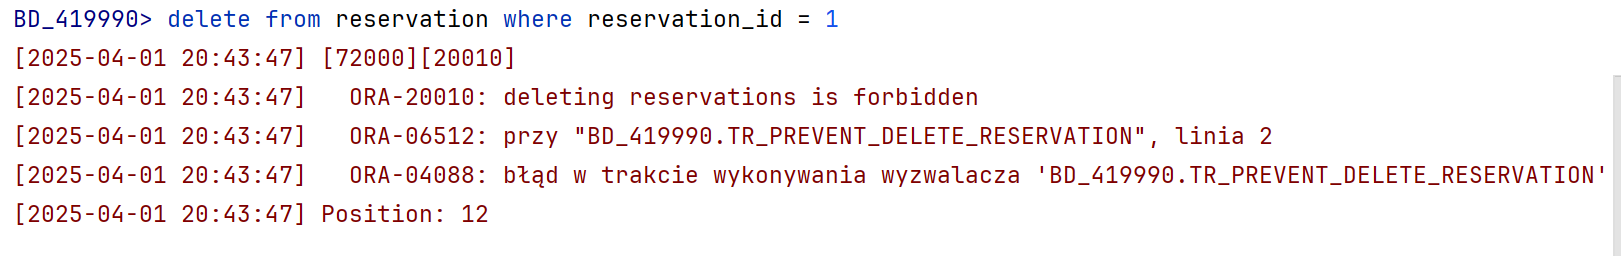 BD_419990> delete from reservation where reservation_id = 1
[2025-04-01 20:43:47] [72000][20010]
[2025-04-01 20:43:47]   ORA-20010: deleting reservations is forbidden
[2025-04-01 20:43:47]   ORA-06512: przy "BD_419990.TR_PREVENT_DELETE_RESERVATION", linia 2
[2025-04-01 20:43:47]   ORA-04088: błąd w trakcie wykonywania wyzwalacza 'BD_419990.TR_PREVENT_DELETE_RESERVATION'
[2025-04-01 20:43:47] Position: 12